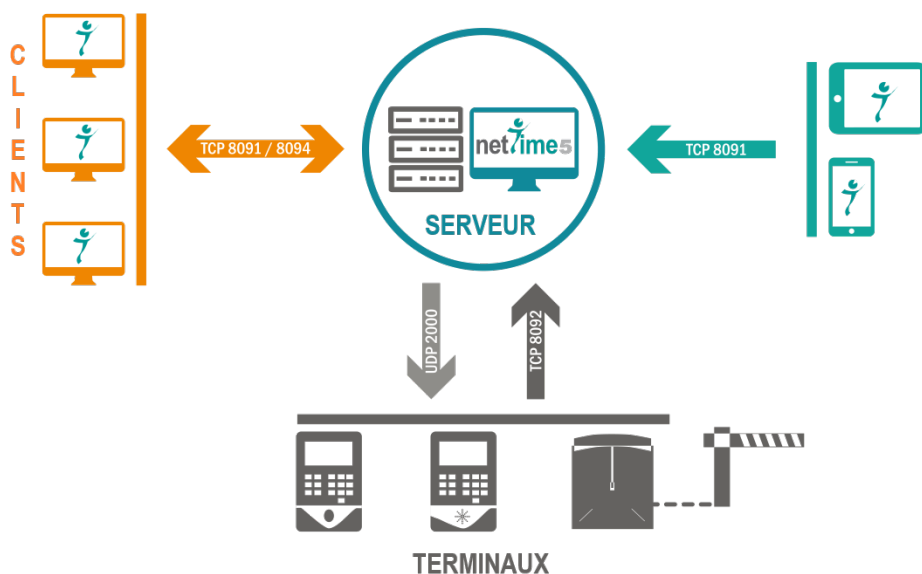 CLIENTS
TCP 8091 / 8094
netTime5
SERVEUR
TCP 8091
UDP 2000
TCP 8092
TERMINAUX